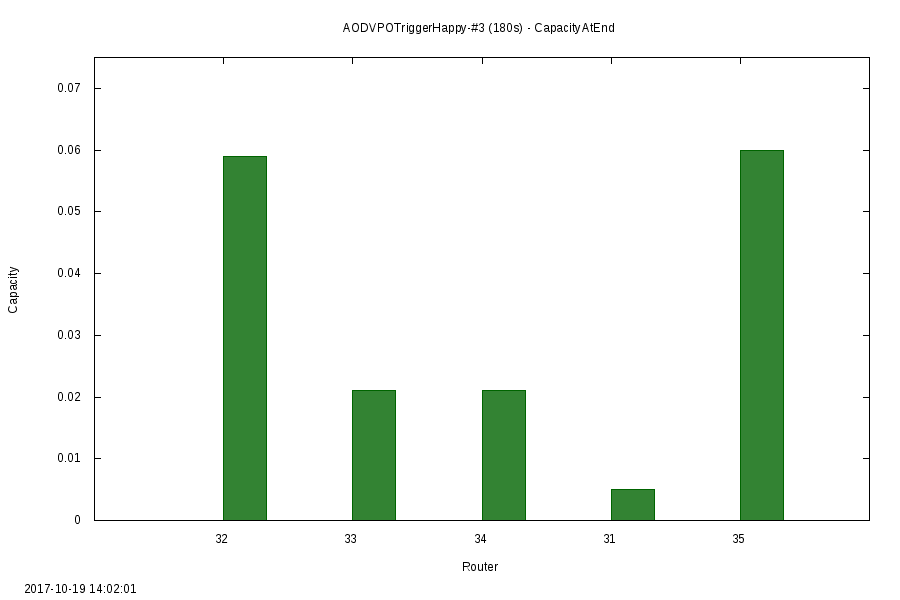 AODVPOTriggerHappy-#3 (180s) - CapacityAtEnd
0.07
0.06
0.05
0.04
0.03
0.02
0.01
0
Capacity
32 33 34 31 35
Router
2017-10-19 14:02:01